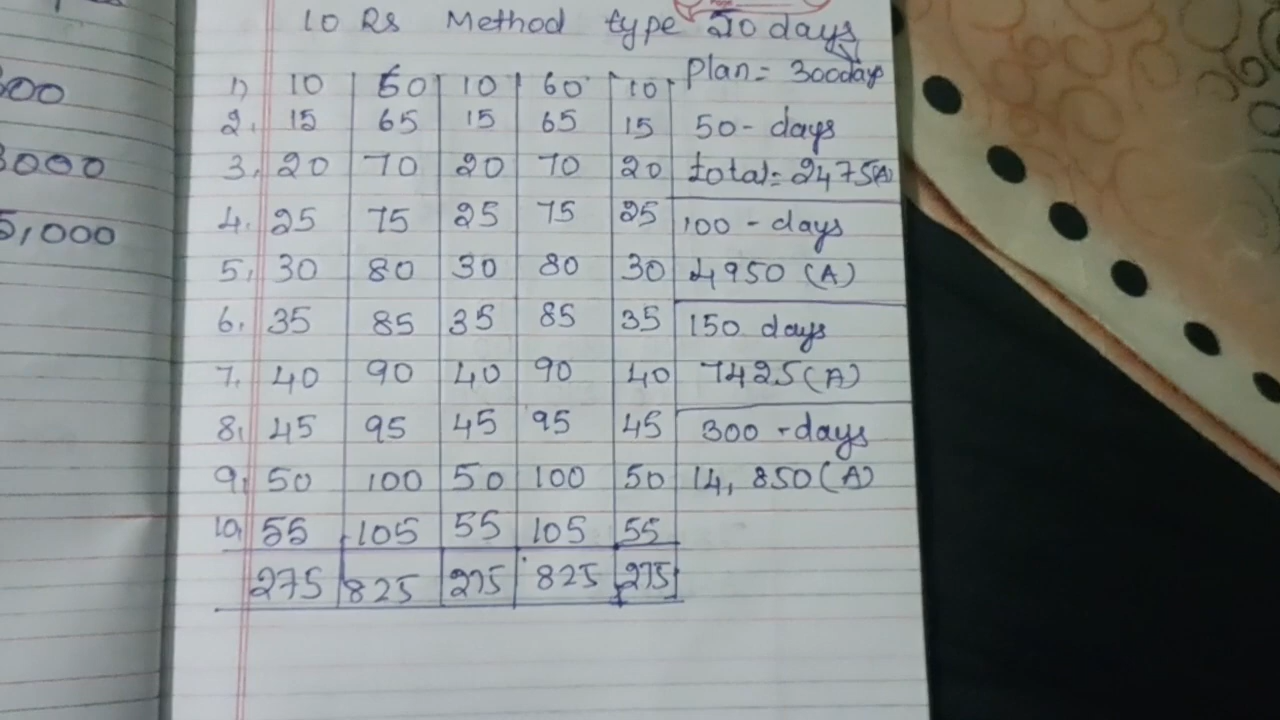 10 Rs Method type 20 days
plan = 300days
1) 10 60 10 60 10
2. 15 65 15 65 15 50 - days
3. 20 70 20 70 20 total = 2475(A)
4. 25 75 25 75 25 100 - days
5. 30 80 30 80 30 4950 (A)
6. 35 85 35 85 35 150 days
7. 40 90 40 90 40 7425(A)
8. 45 95 45 95 45 300 - days
9. 50 100 50 100 50 14,850(A)
10. 55 105 55 105 55
275 825 275 825 275
000
5,000